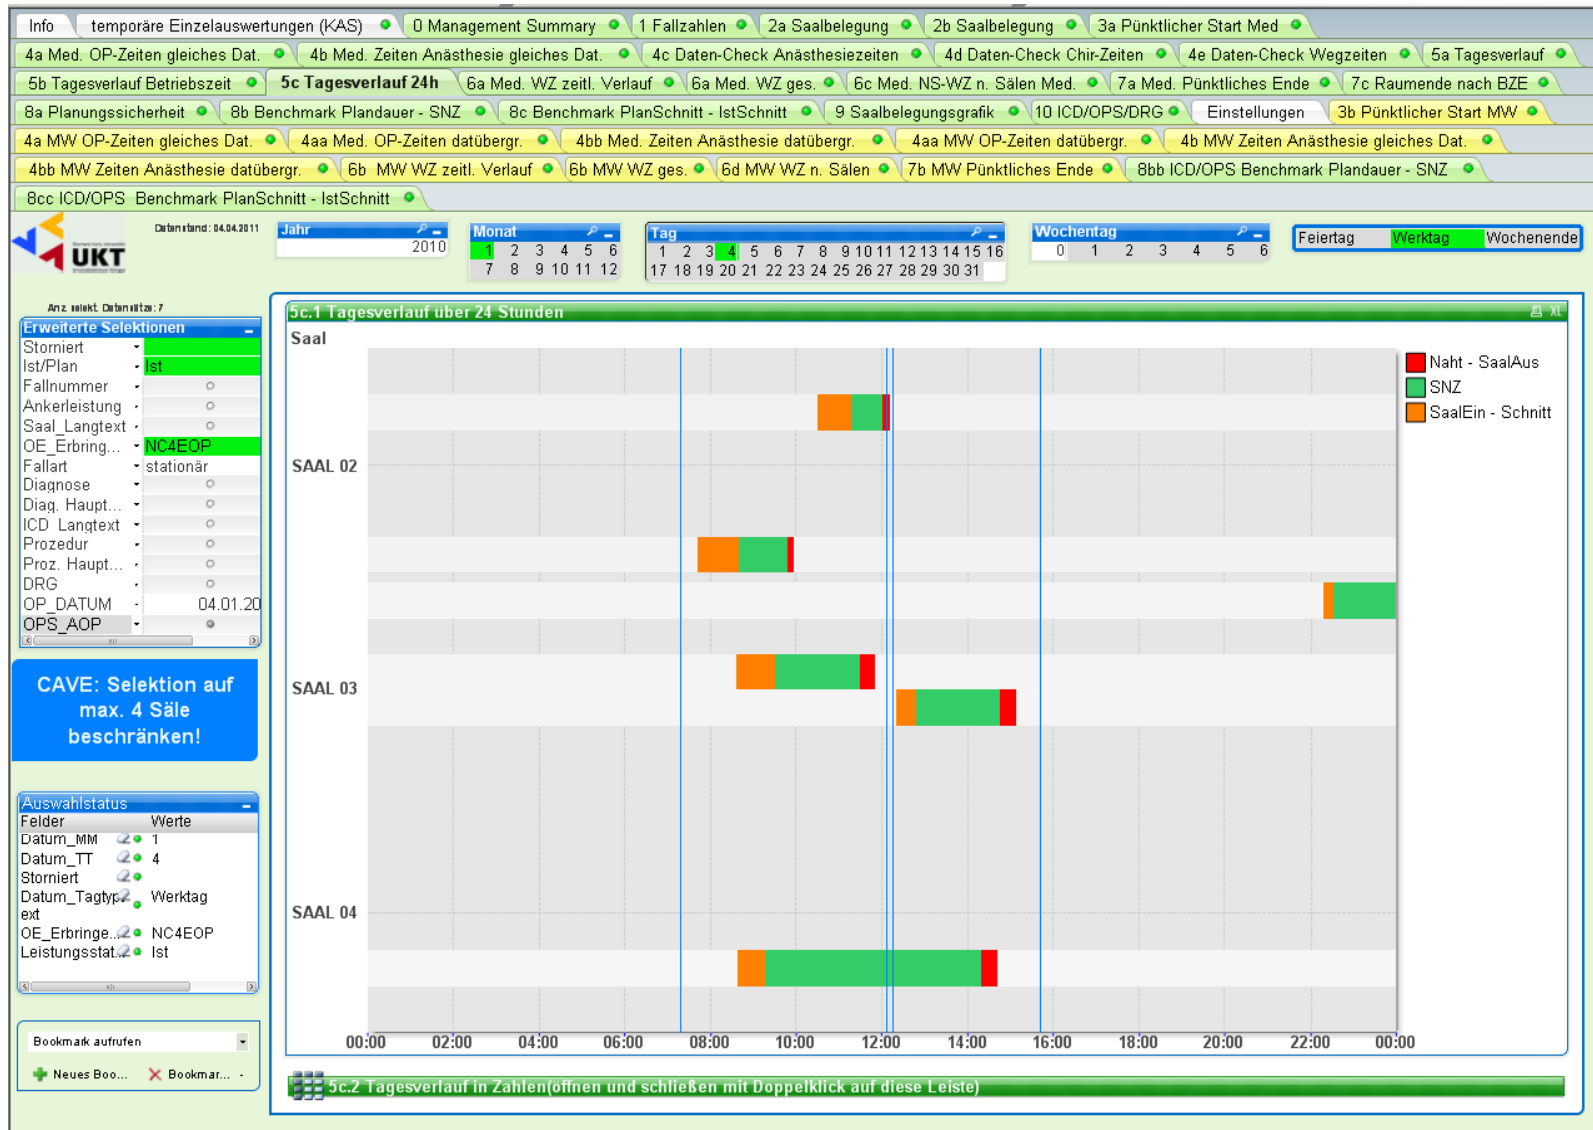 Info temporäre Einzelauswertungen (KAS) 0 Management Summary 1 Fallzahlen 2a Saalbelegung 2b Saalbelegung 3a Pünktlicher Start Med
4a Med. OP-Zeiten gleiches Dat. 4b Med. Zeiten Anästhesie gleiches Dat. 4c Daten-Check Anästhesiezeiten 4d Daten-Check Chir-Zeiten 4e Daten-Check Wegzeiten 5a Tagesverlauf
5b Tagesverlauf Betriebszeit 5c Tagesverlauf 24h 6a Med. WZ zeitl. Verlauf 6a Med. WZ ges. 6c Med. NS-WZ n. Sälen Med. 7a Med. Pünktliches Ende 7c Raumende nach BZE
8a Planungssicherheit 8b Benchmark Plandauer - SNZ 8c Benchmark PlanSchnitt - IstSchnitt 9 Saalbelegungsgrafik 10 ICD/OPS/DRG Einstellungen 3b Pünktlicher Start MW
4a MW OP-Zeiten gleiches Dat. 4aa Med. OP-Zeiten datübergr. 4bb Med. Zeiten Anästhesie datübergr. 4aa MW OP-Zeiten datübergr. 4b MW Zeiten Anästhesie gleiches Dat.
4bb MW Zeiten Anästhesie datübergr. 6b MW WZ zeitl. Verlauf 6b MW WZ ges. 6d MW WZ n. Sälen 7b MW Pünktliches Ende 8bb ICD/OPS Benchmark Plandauer - SNZ
8cc ICD/OPS Benchmark PlanSchnitt - IstSchnitt
UKT
Datenstand: 04.04.2011
Jahr
2010
Monat
1 2 3 4 5 6
7 8 9 10 11 12
Tag
1 2 3 4 5 6 7 8 9 10 11 12 13 14 15 16
17 18 19 20 21 22 23 24 25 26 27 28 29 30 31
Wochentag
0 1 2 3 4 5 6
Feiertag Werktag Wochenende
Anz. selekt. Datensätze: 7
Erweiterte Selektionen
Storniert
Ist/Plan Ist
Fallnummer
Ankerleistung
Saal_Langtext
OE_Erbring... NC4EOP
Fallart stationär
Diagnose
Diag. Haupt...
ICD Langtext
Prozedur
Proz. Haupt...
DRG
OP_DATUM 04.01.20
OPS_AOP
CAVE: Selektion auf
max. 4 Säle
beschränken!
Auswahlstatus
Felder Werte
Datum_MM 1
Datum_TT 4
Storniert
Datum_Tagtyp Werktag
ext
OE_Erbringe.. NC4EOP
Leistungsstat.. Ist
Bookmark aufrufen
Neues Boo... Bookmar...
5c.1 Tagesverlauf über 24 Stunden
XL
Saal
SAAL 02
SAAL 03
SAAL 04
00:00 02:00 04:00 06:00 08:00 10:00 12:00 14:00 16:00 18:00 20:00 22:00 00:00
Naht - SaalAus
SNZ
SaalEin - Schnitt
5c.2 Tagesverlauf in Zahlen(öffnen und schließen mit Doppelklick auf diese Leiste)